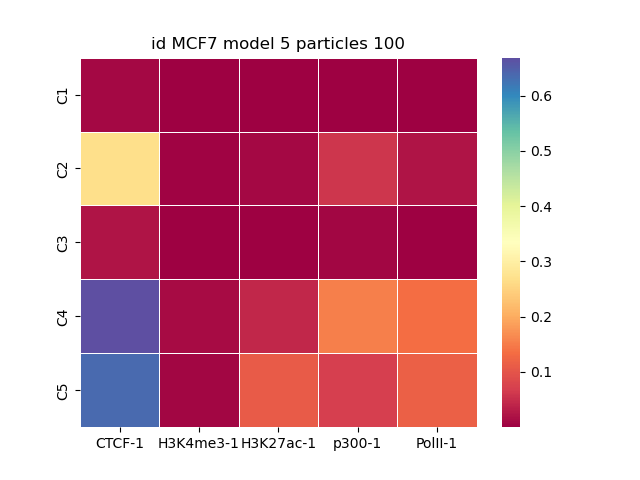 id MCF7 model 5 particles 100
C1
C2
C3
C4
C5
CTCF-1 H3K4me3-1 H3K27ac-1 p300-1 PolII-1
0.6
0.5
0.4
0.3
0.2
0.1